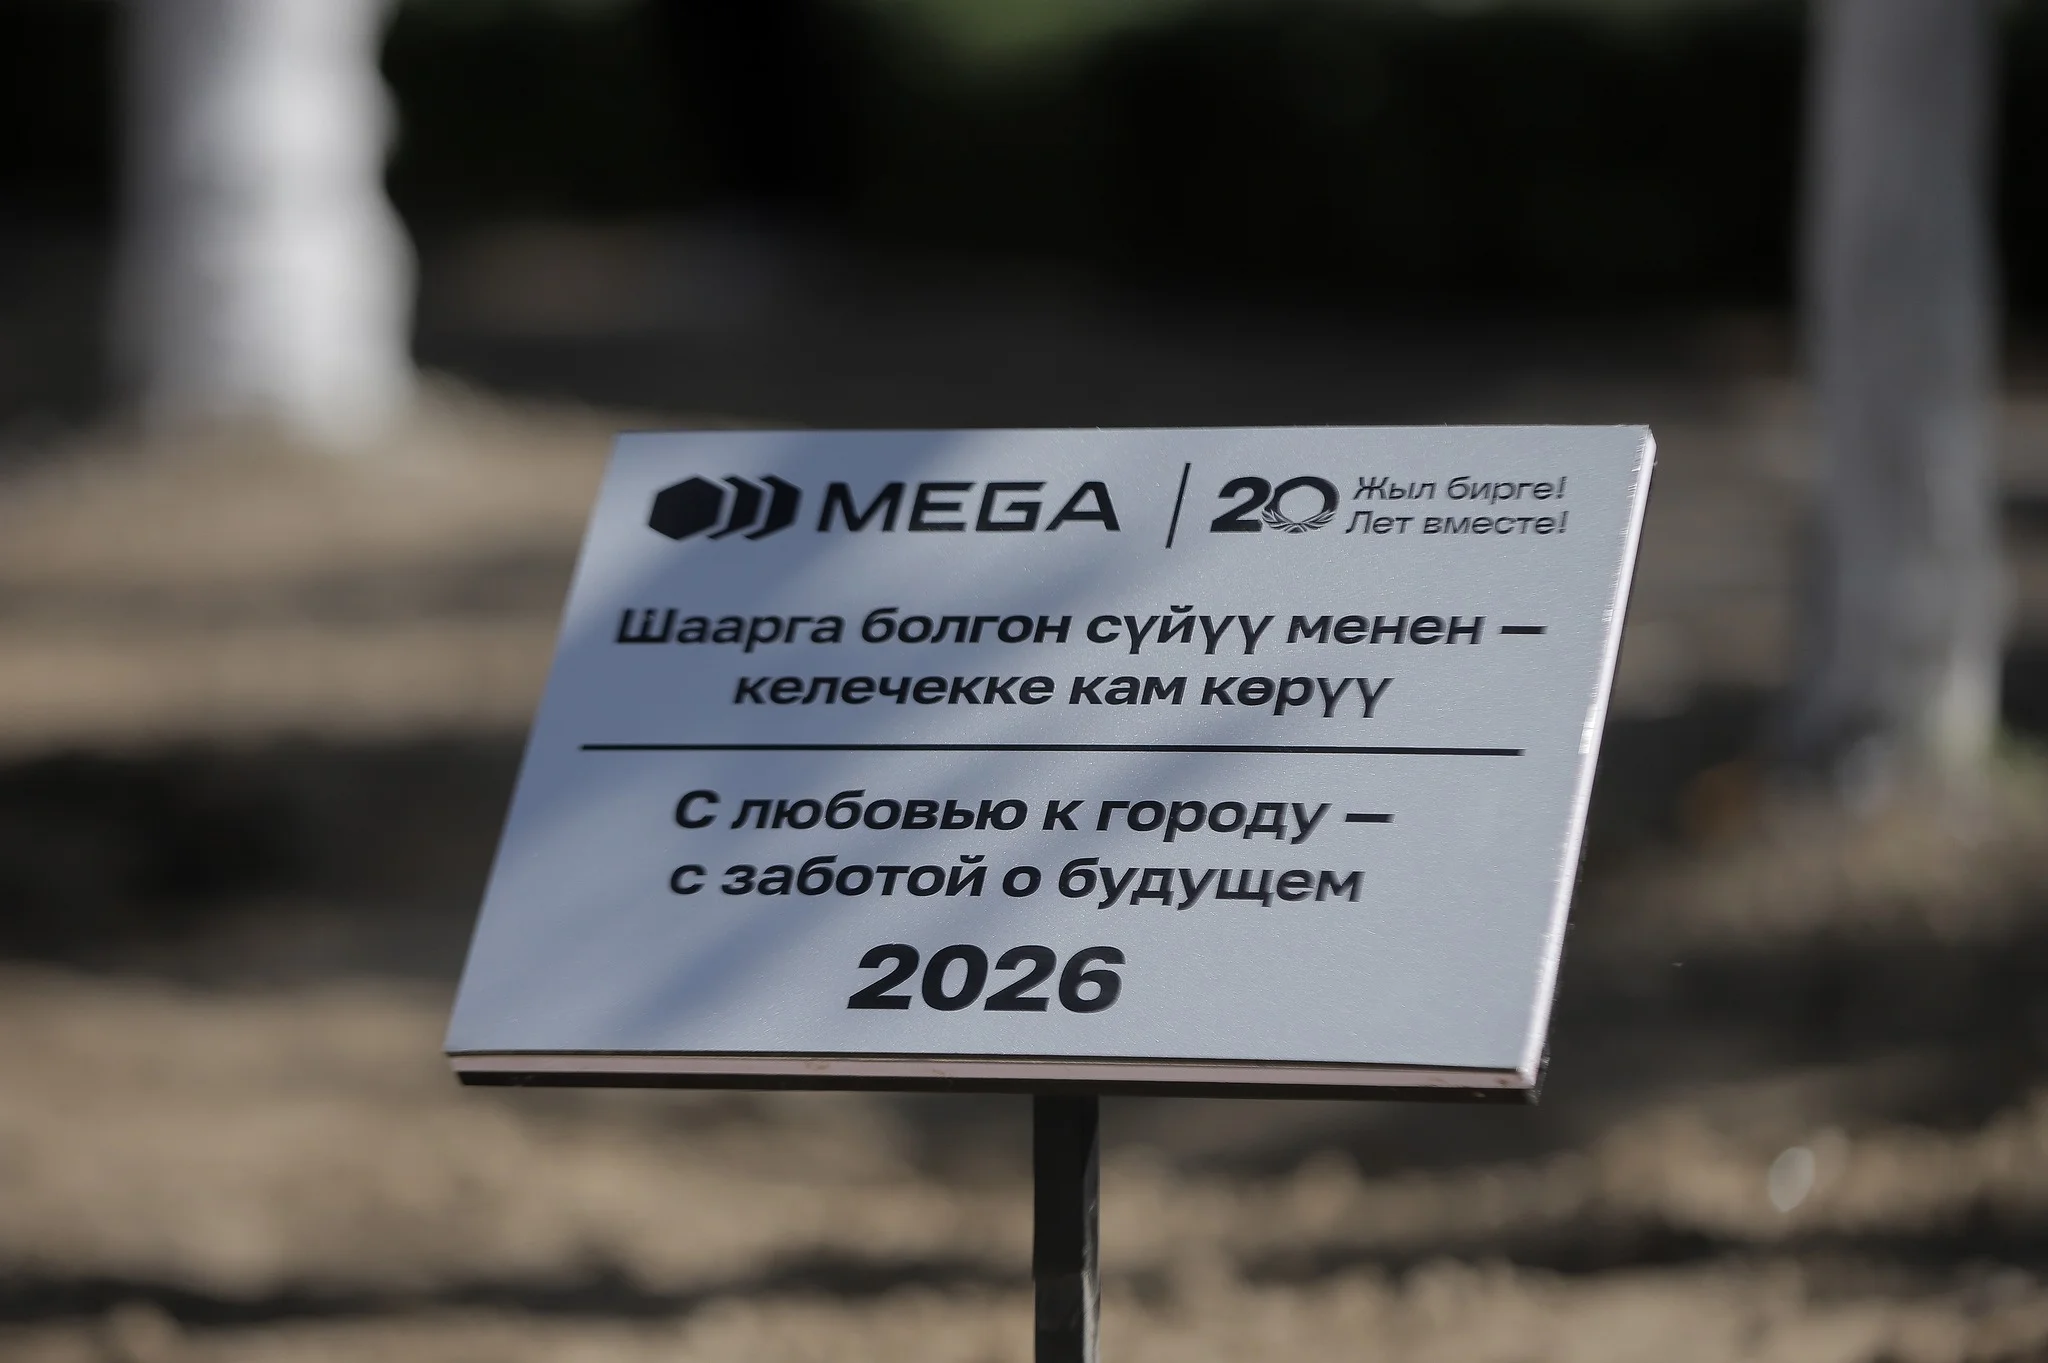 MEGA
20 Жыл бирге!
Лет вместе!
Шаарга болгон сүйүү менен –
келечекке кам көрүү
С любовью к городу –
с заботой о будущем
2026